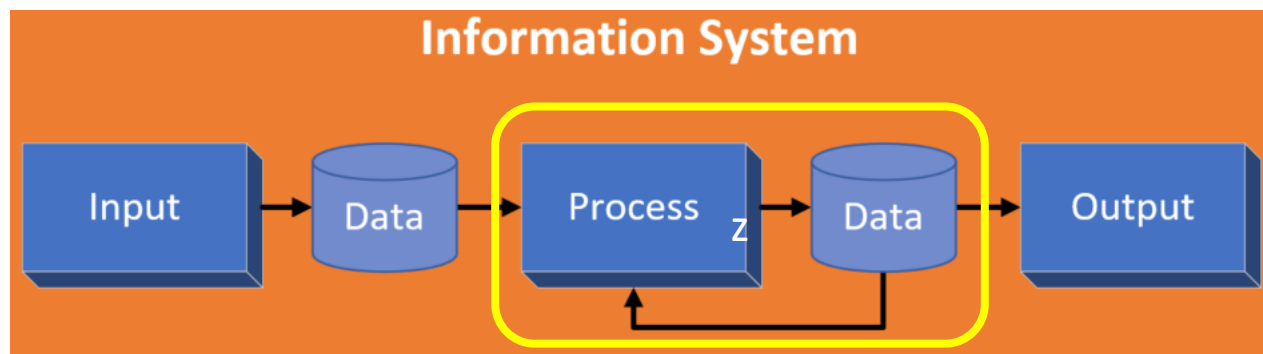 Information System
Input
Data
Process
z
Data
Output